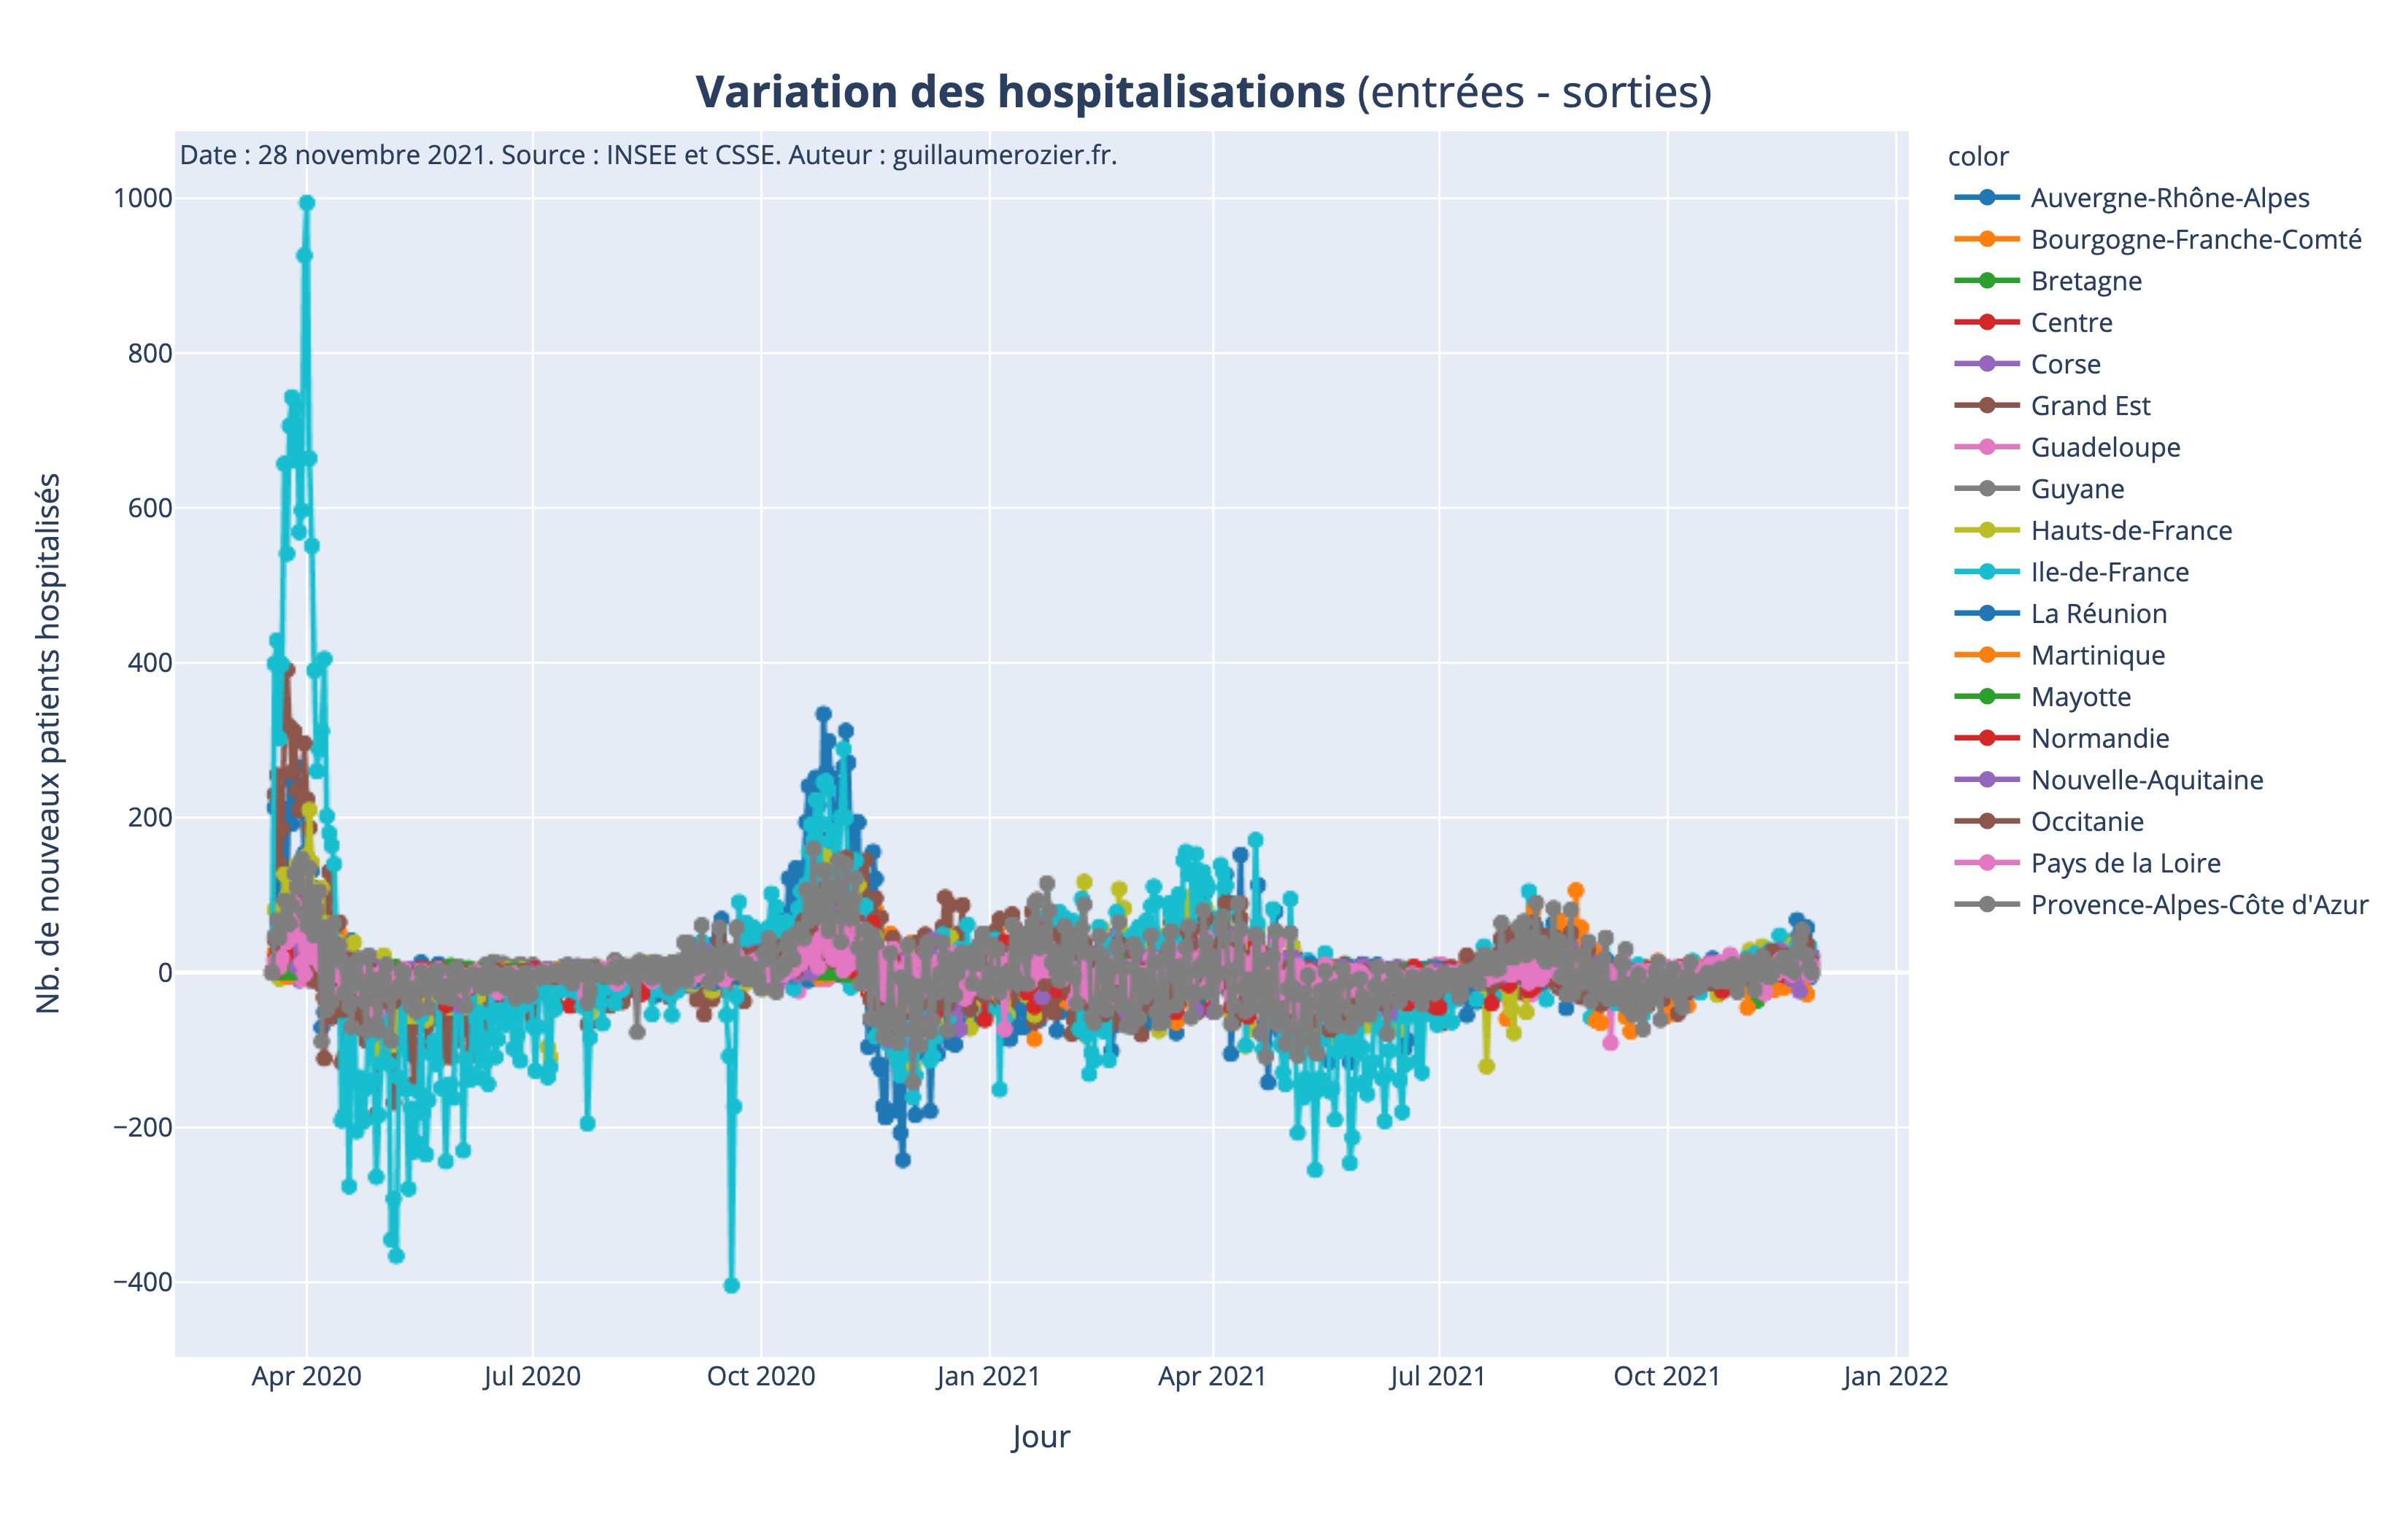 Variation des hospitalisations (entrées - sorties)
Date : 28 novembre 2021. Source : INSEE et CSSE. Auteur : guillaumerozier.fr.
Nb. de nouveaux patients hospitalisés
1000
800
600
400
200
0
−200
−400
Apr 2020
Jul 2020
Oct 2020
Jan 2021
Apr 2021
Jul 2021
Oct 2021
Jan 2022
Jour
color
Auvergne-Rhône-Alpes
Bourgogne-Franche-Comté
Bretagne
Centre
Corse
Grand Est
Guadeloupe
Guyane
Hauts-de-France
Ile-de-France
La Réunion
Martinique
Mayotte
Normandie
Nouvelle-Aquitaine
Occitanie
Pays de la Loire
Provence-Alpes-Côte d'Azur